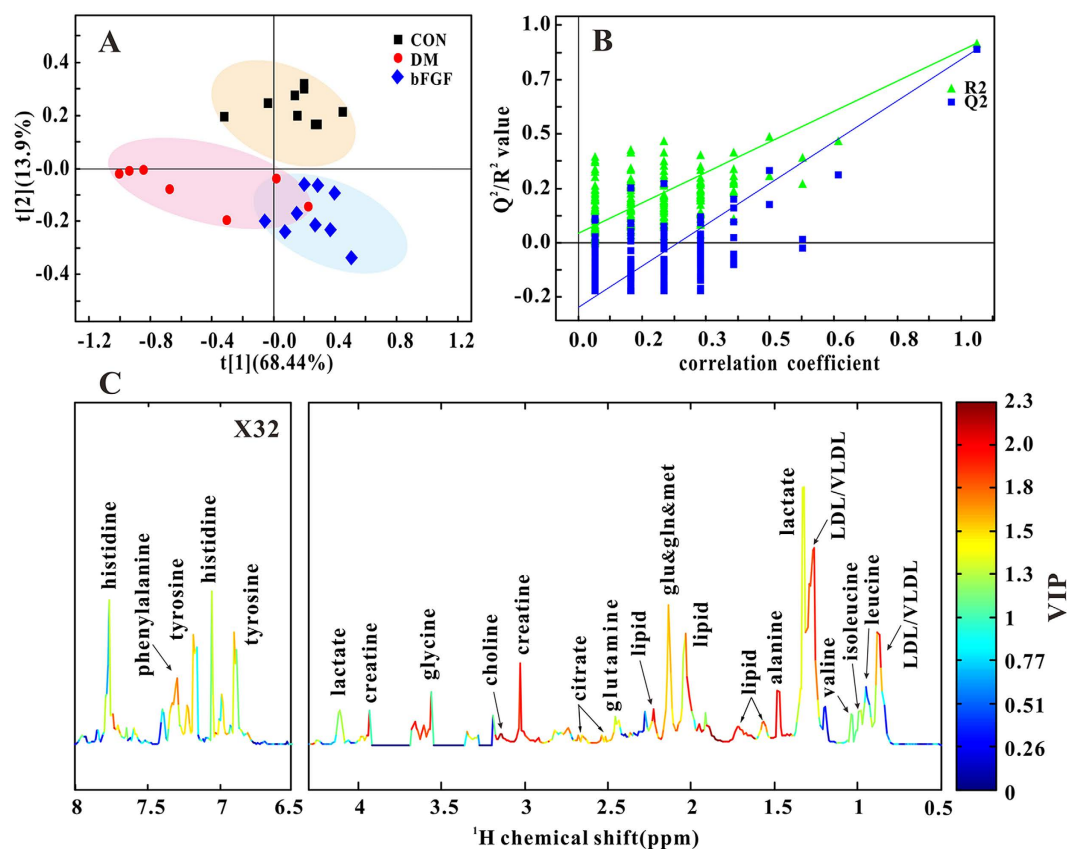 A
CON
DM
bFGF
t[2](13.9%)
0.4
0.2
-0.0
-0.2
-0.4
-1.2
-0.8
-0.4
-0.0
0.4
0.8
1.2
t[1](68.44%)
B
R2
Q2
Q²/R² value
1.0
0.7
0.5
0.2
0.0
-0.2
0.0
0.2
0.2
0.3
0.5
0.7
0.8
1.0
correlation coefficient
C
X32
histidine
phenylalanine
tyrosine
histidine
tyrosine
lactate
creatine
glycine
choline
creatine
citrate
glutamine
lipid
glu&gln&met
lipid
lipid
alanine
lactate
LDL/VLDL
valine
isoleucine
leucine
LDL/VLDL
8
7.5
7
6.5
4
3.5
3
2.5
2
1.5
1
0.5
¹H chemical shift(ppm)
2.3
2.0
1.8
1.5
1.3
1
0.77
0.51
0.26
0
VIP